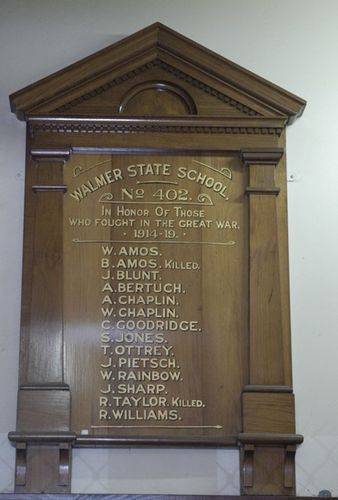 WALMER STATE SCHOOL
No 402.
IN HONOR OF THOSE
WHO FOUGHT IN THE GREAT WAR.
· 1914-19 ·
W. AMOS.
B. AMOS. KILLED.
J. BLUNT.
A. BERTUCH.
A. CHAPLIN.
W. CHAPLIN.
C. GOODRIDGE.
S. JONES.
T. OTTREY.
J. PIETSCH.
W. RAINBOW.
J. SHARP.
R. TAYLOR. KILLED.
R. WILLIAMS.